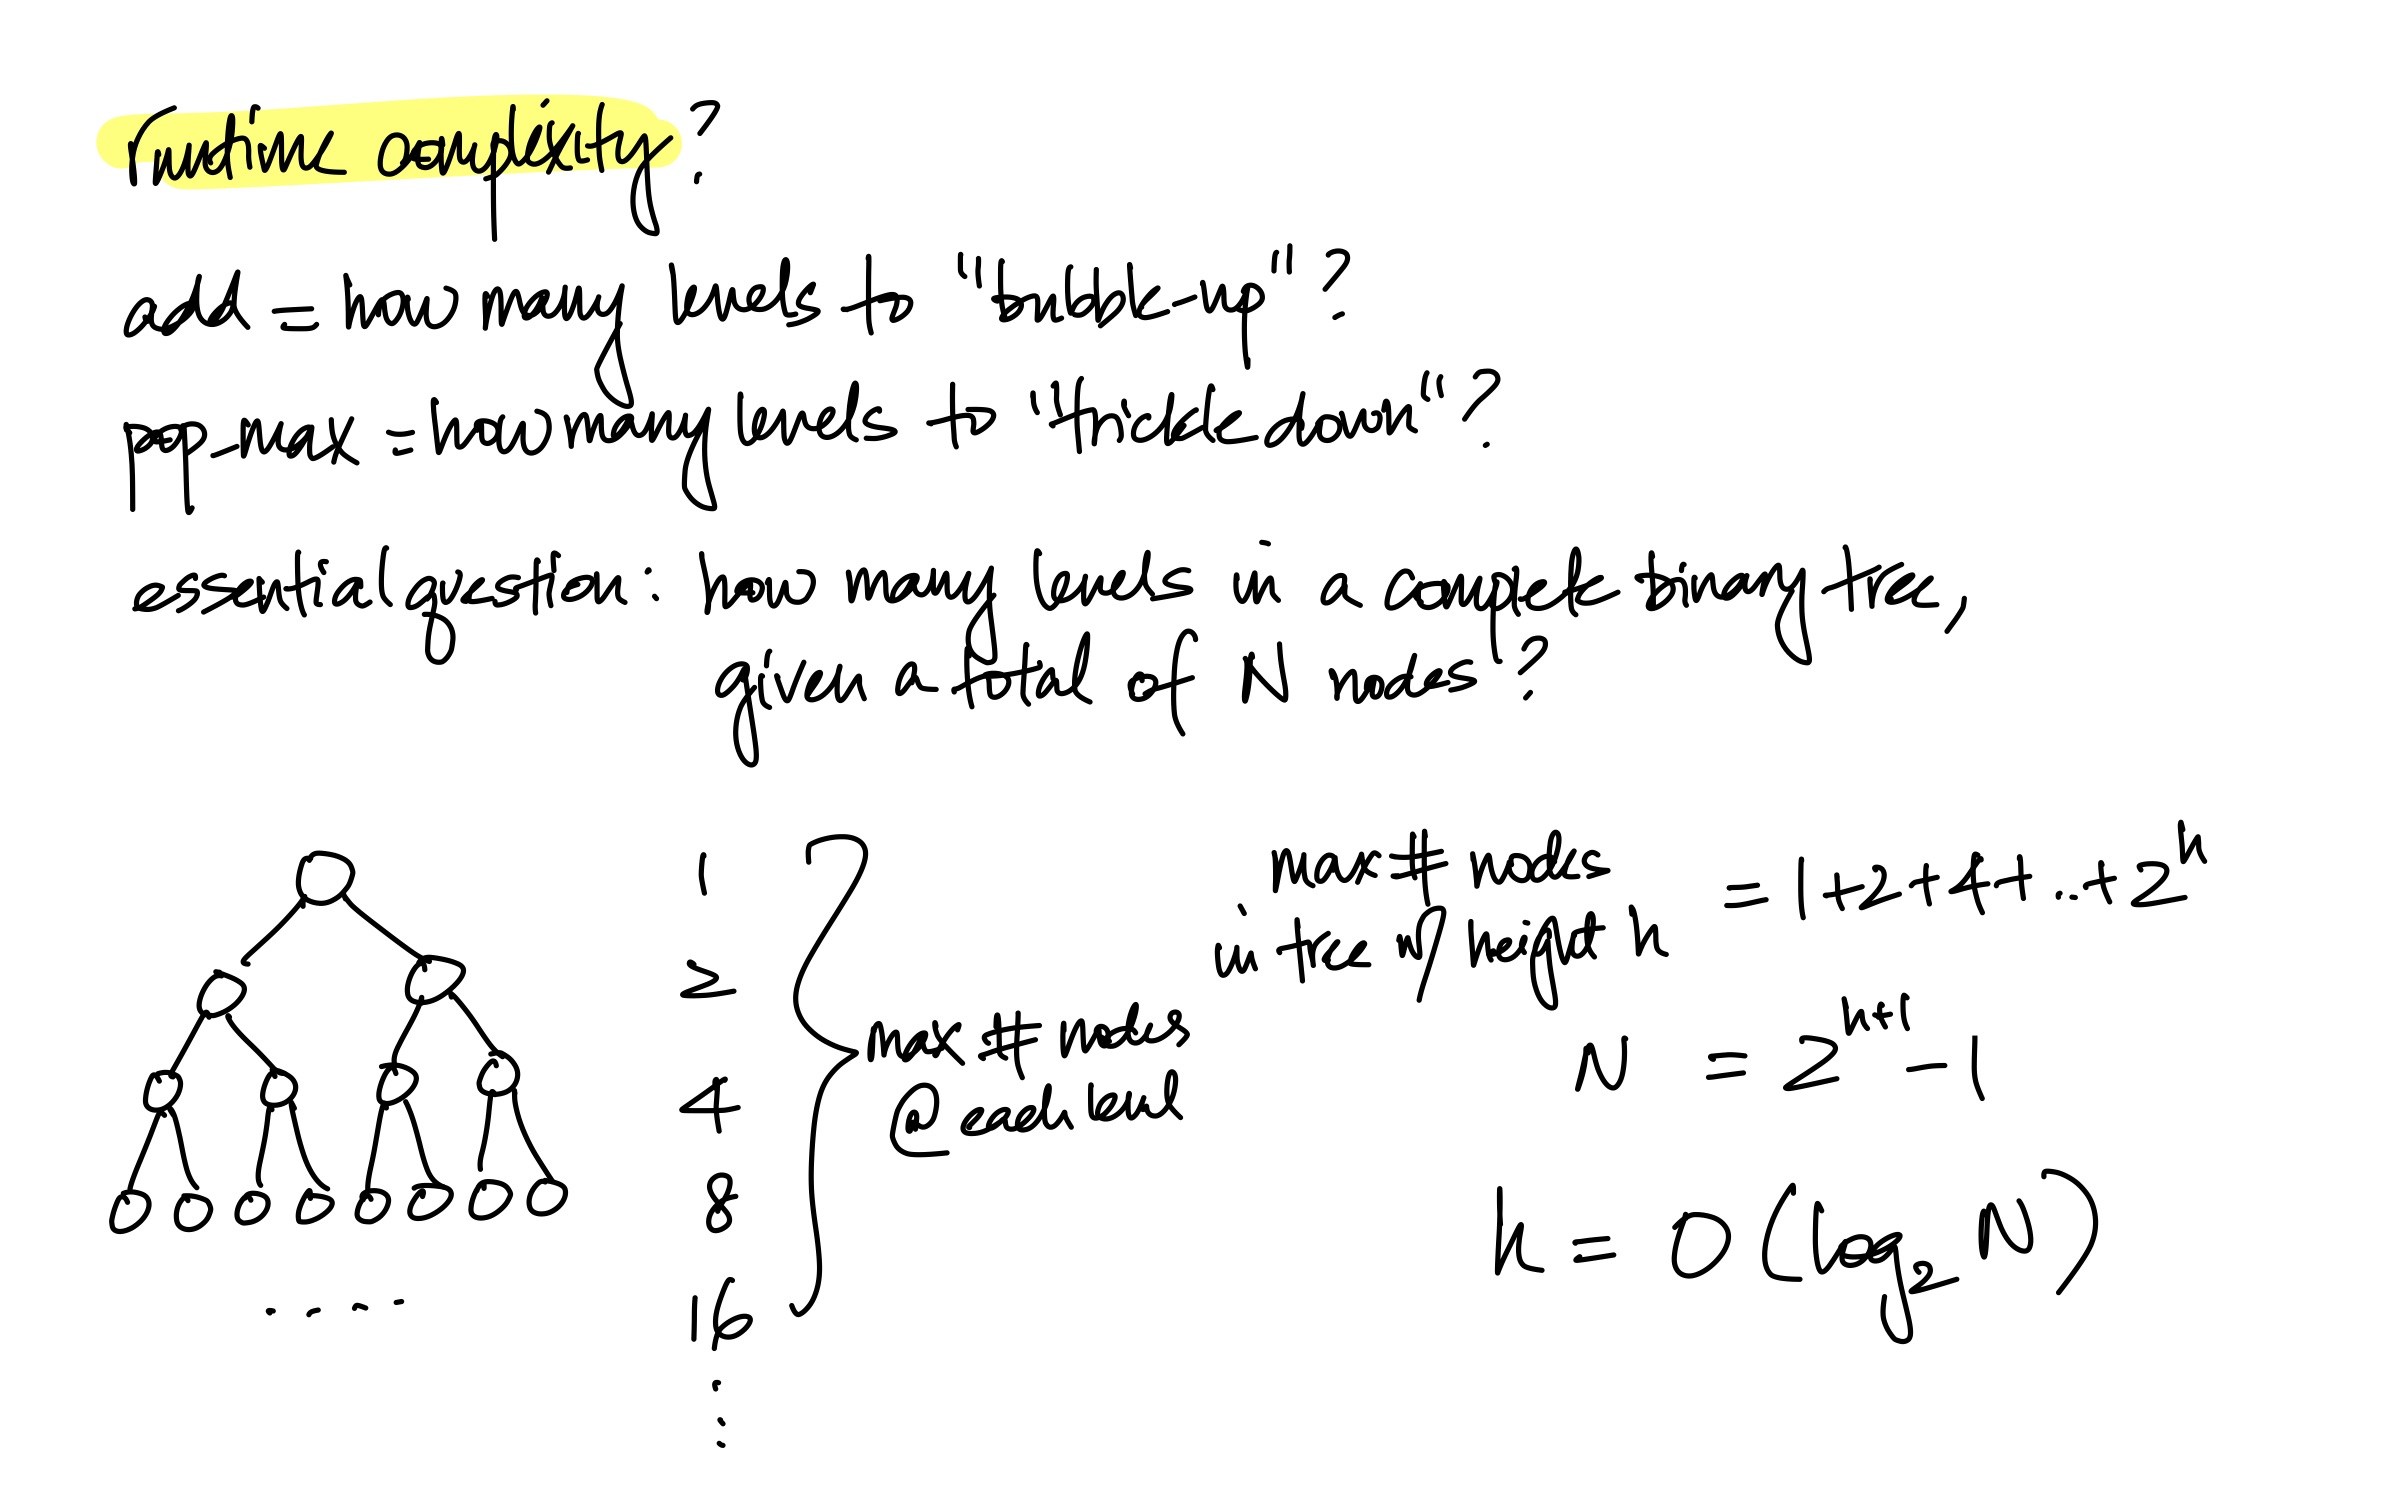 runtime complexity?
add = how many levels to "bubble-up"?
pop-max = how many levels to "trickle down"?
essential question: how many levels in a complete binary tree,
given a total of N nodes?
1
2
4
8
16
max # nodes
@ each level
max # nodes
in tree w/ height h
= 1+2+4+...+2^h
N = 2^{h+1} - 1
h = O(log₂ N)